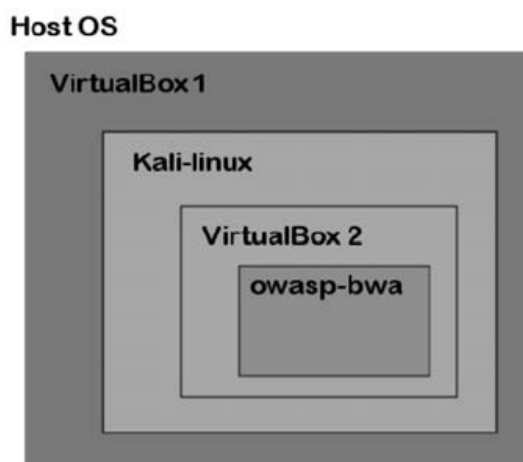 Host OS
VirtualBox 1
Kali-linux
VirtualBox 2
owasp-bwa